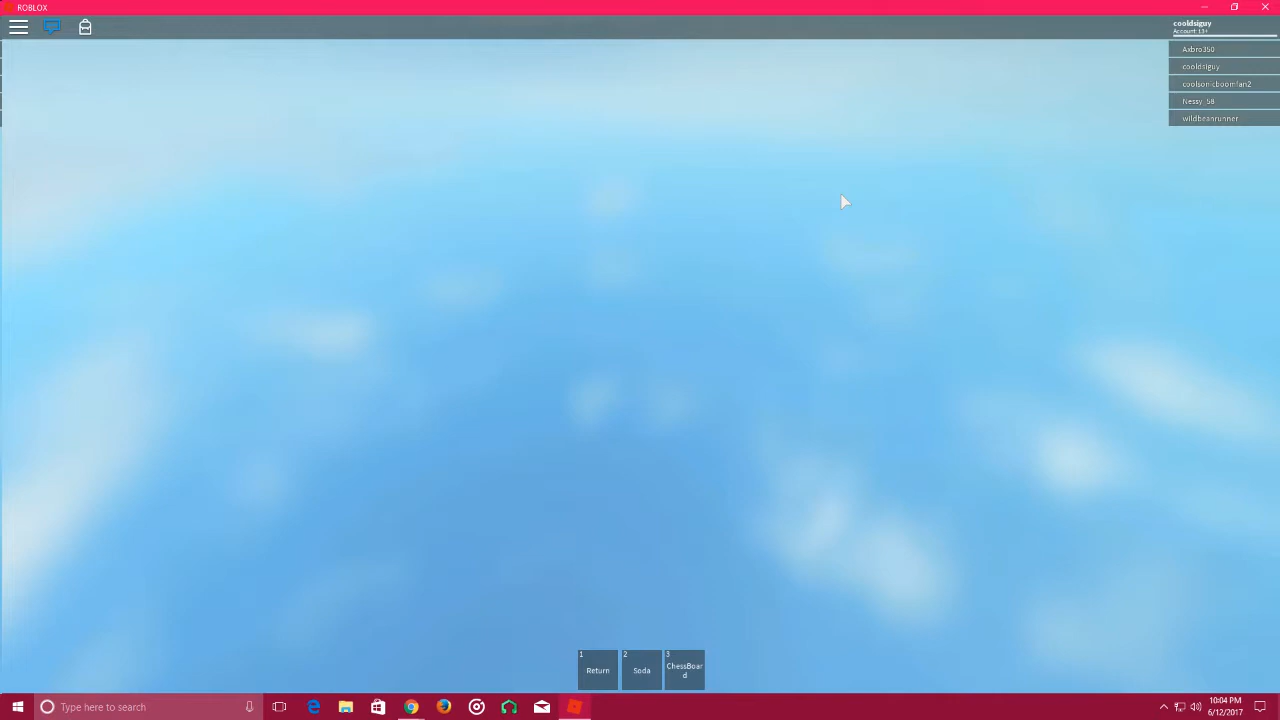 ROBLOX
cooldsiguy
Account: 13+
Axbro350
cooldsiguy
coolsonicboomfan2
Nessy_58
wildbeanrunner
1
Return
2
Soda
3
ChessBoar
d
Type here to search
10:04 PM
6/12/2017